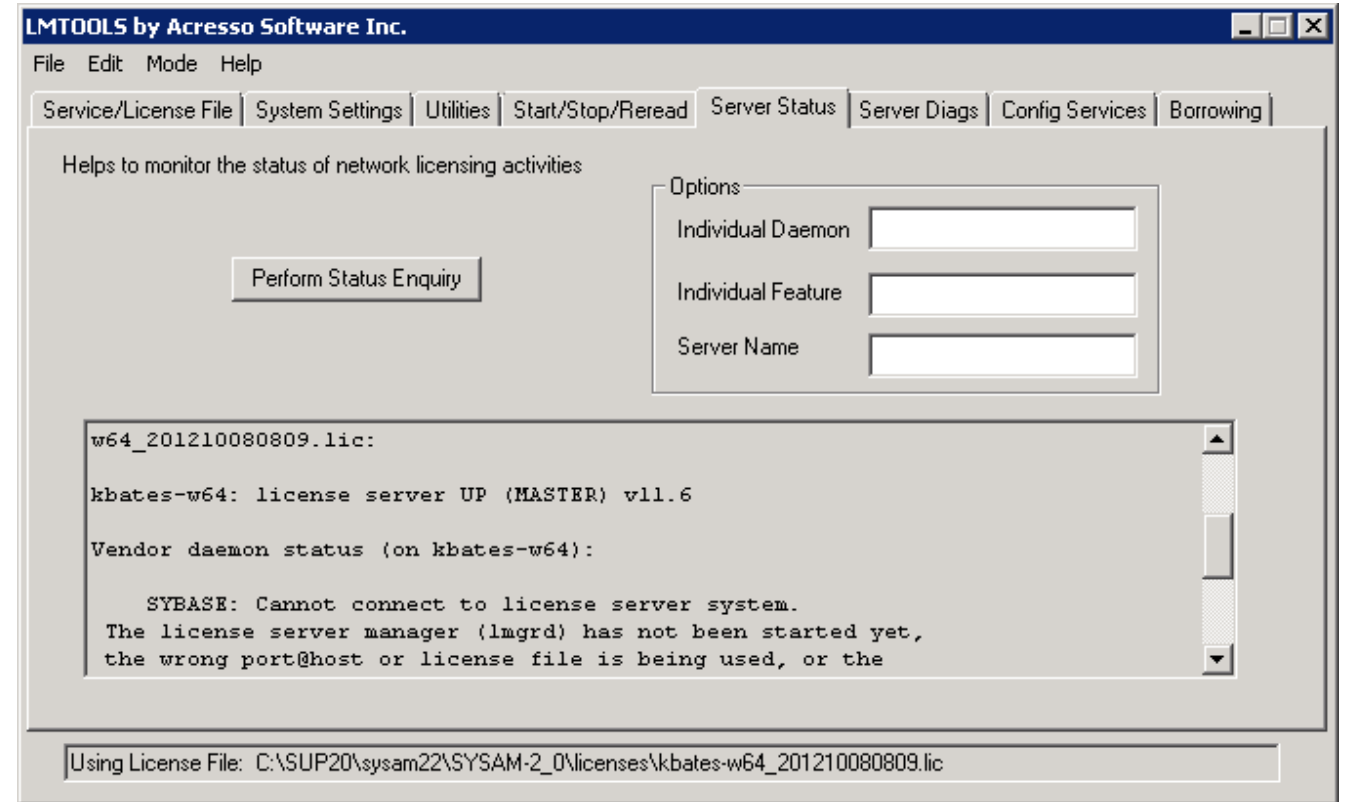 LMTOOLS by Acresso Software Inc.
File Edit Mode Help
Service/License File System Settings Utilities Start/Stop/Reread Server Status Server Diags Config Services Borrowing
Helps to monitor the status of network licensing activities
Options
Individual Daemon
Perform Status Enquiry
Individual Feature
Server Name
w64_201210080809.lic:
kbates-w64: license server UP (MASTER) v11.6
Vendor daemon status (on kbates-w64):
SYBASE: Cannot connect to license server system.
The license server manager (lmgrd) has not been started yet,
the wrong port@host or license file is being used, or the
Using License File: C:\SUP20\sysam22\SYSAM-2_0\licenses\kbates-w64_201210080809.lic